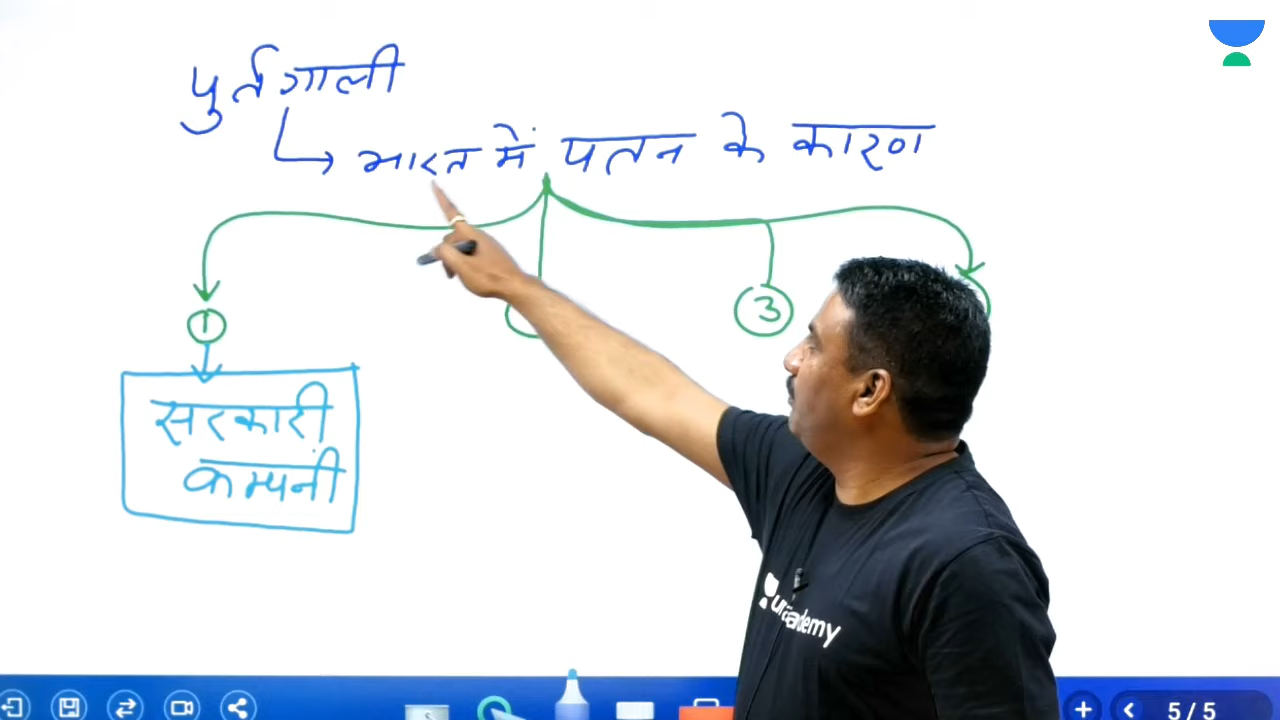 पुर्तगाली
भारत में पतन के कारण
1
3
सरकारी
कम्पनी
unacademy
5 / 5